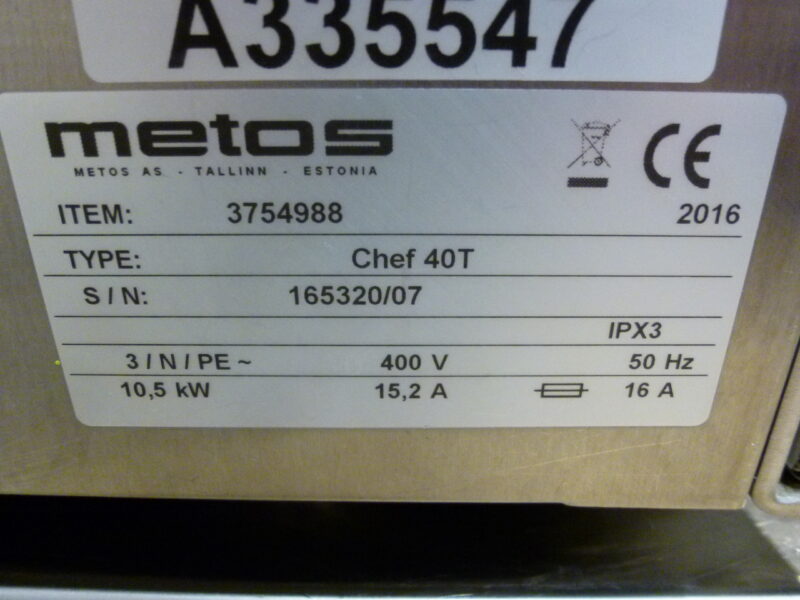 A335547
metos
METOS AS. - TALLINN - ESTONIA
CE
ITEM: 3754988 2016
TYPE: Chef 40T
S / N: 165320/07
IPX3
3 / N / PE ~ 400 V 50 Hz
10,5 kW 15,2 A 16 A